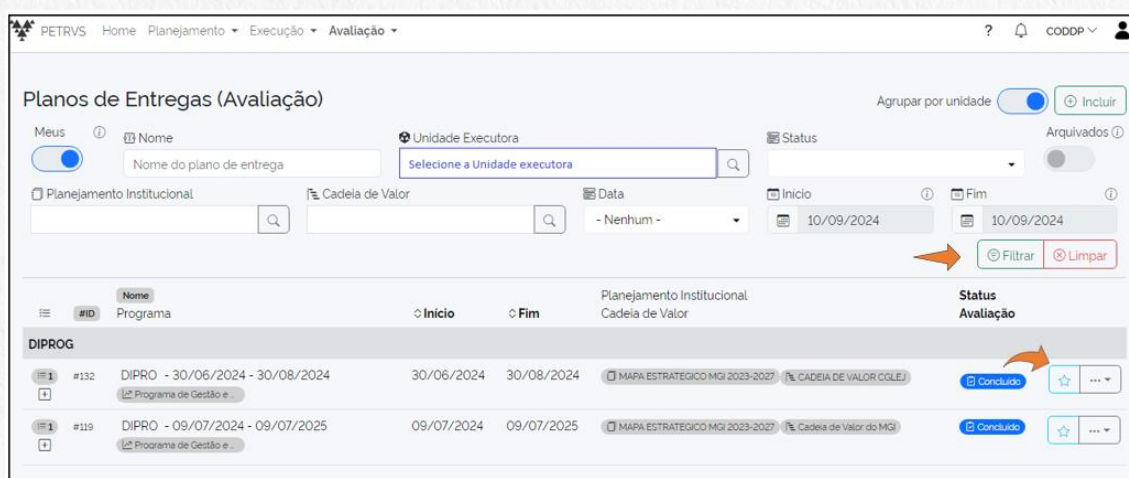 PETRVS Home Planejamento Execução Avaliação ? CODDP
Planos de Entregas (Avaliação) Agrupar por unidade Incluir
Meus Nome Unidade Executora Status Arquivados
Nome do plano de entrega Selecione a Unidade executora
Planejamento Institucional Cadeia de Valor Data Inicio Fim
- Nenhum - 10/09/2024 10/09/2024
Filtrar Limpar
Nome Planejamento Institucional Status
#ID Programa Início Fim Cadeia de Valor Avaliação
DIPROG
1 #132 DIPRO - 30/06/2024 - 30/08/2024 30/06/2024 30/08/2024 MAPA ESTRATEGICO MGI 2023-2027 CADEIA DE VALOR CGLEJ Concluído ...
Programa de Gestão e ...
1 #119 DIPRO - 09/07/2024 - 09/07/2025 09/07/2024 09/07/2025 MAPA ESTRATEGICO MGI 2023-2027 Cadeia de Valor do MGI Concluído ...
Programa de Gestão e ...